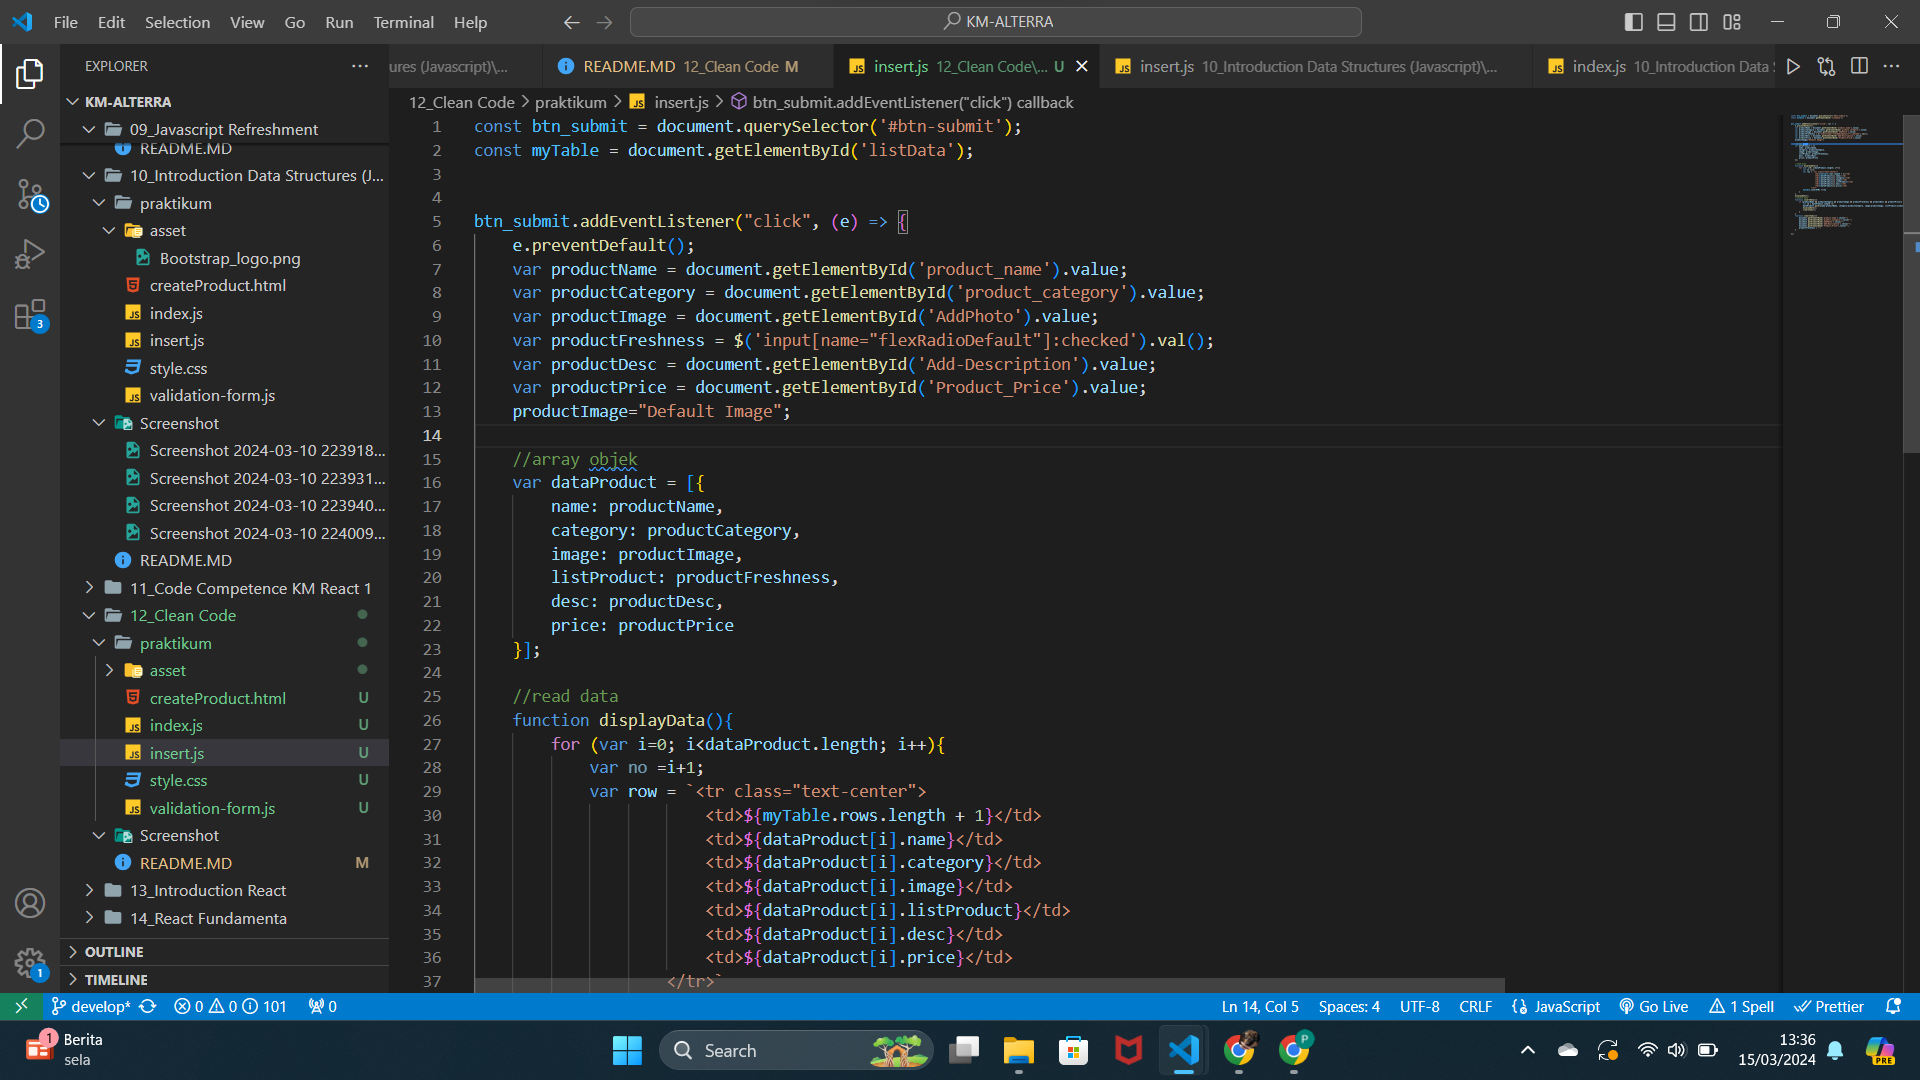 File Edit Selection View Go Run Terminal Help
KM-ALTERRA
EXPLORER
KM-ALTERRA
09_Javascript Refreshment
README.MD
10_Introduction Data Structures (J...
praktikum
asset
Bootstrap_logo.png
createProduct.html
index.js
insert.js
style.css
validation-form.js
Screenshot
Screenshot 2024-03-10 223918...
Screenshot 2024-03-10 223931...
Screenshot 2024-03-10 223940...
Screenshot 2024-03-10 224009...
README.MD
11_Code Competence KM React 1
12_Clean Code
praktikum
asset
createProduct.html U
index.js U
insert.js U
style.css U
validation-form.js U
Screenshot
README.MD M
13_Introduction React
14_React Fundamenta
OUTLINE
TIMELINE
ures (Javascript)\...
README.MD 12_Clean Code M
insert.js 12_Clean Code\... U
insert.js 10_Introduction Data Structures (Javascript)\...
index.js 10_Introduction Data
12_Clean Code > praktikum > insert.js > btn_submit.addEventListener("click") callback
1 const btn_submit = document.querySelector('#btn-submit');
2 const myTable = document.getElementById('listData');
3
4
5 btn_submit.addEventListener("click", (e) => {
6 e.preventDefault();
7 var productName = document.getElementById('product_name').value;
8 var productCategory = document.getElementById('product_category').value;
9 var productImage = document.getElementById('AddPhoto').value;
10 var productFreshness = $('input[name="flexRadioDefault"]:checked').val();
11 var productDesc = document.getElementById('Add-Description').value;
12 var productPrice = document.getElementById('Product_Price').value;
13 productImage="Default Image";
14
15 //array objek
16 var dataProduct = [{
17 name: productName,
18 category: productCategory,
19 image: productImage,
20 listProduct: productFreshness,
21 desc: productDesc,
22 price: productPrice
23 }];
24
25 //read data
26 function displayData(){
27 for (var i=0; i<dataProduct.length; i++){
28 var no =i+1;
29 var row = `<tr class="text-center">
30 <td>${myTable.rows.length + 1}</td>
31 <td>${dataProduct[i].name}</td>
32 <td>${dataProduct[i].category}</td>
33 <td>${dataProduct[i].image}</td>
34 <td>${dataProduct[i].listProduct}</td>
35 <td>${dataProduct[i].desc}</td>
36 <td>${dataProduct[i].price}</td>
37 </tr>`
3
1
develop* 0 0 101 0
Ln 14, Col 5 Spaces: 4 UTF-8 CRLF JavaScript Go Live 1 Spell Prettier
1
Berita
sela
Search
P
13:36
15/03/2024
PRE